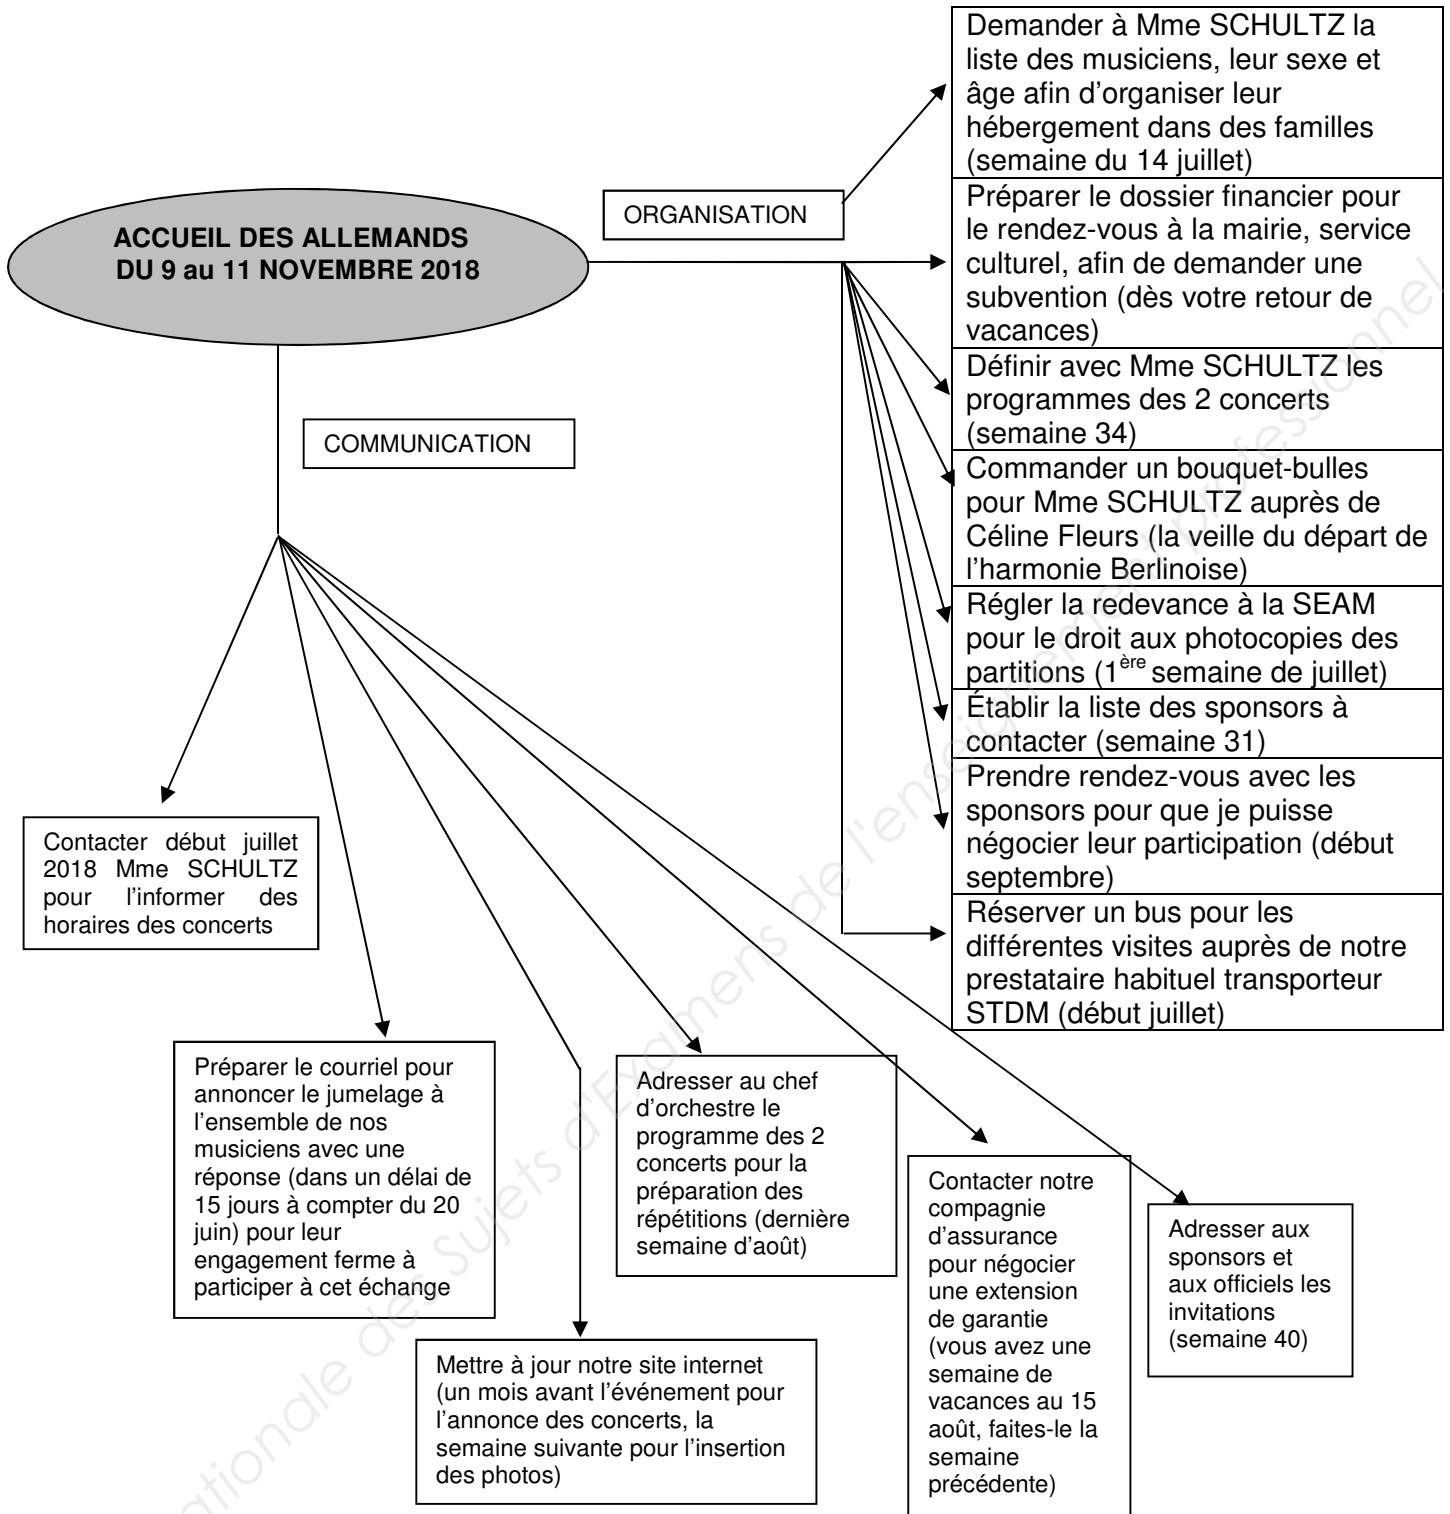 ACCUEIL DES ALLEMANDS
DU 9 au 11 NOVEMBRE 2018
ORGANISATION
Demander à Mme SCHULTZ la
liste des musiciens, leur sexe et
âge afin d'organiser leur
hébergement dans des familles
(semaine du 14 juillet)
Préparer le dossier financier pour
le rendez-vous à la mairie, service
culturel, afin de demander une
subvention (dès votre retour de
vacances)
Définir avec Mme SCHULTZ les
programmes des 2 concerts
(semaine 34)
Commander un bouquet-bulles
pour Mme SCHULTZ auprès de
Céline Fleurs (la veille du départ de
l'harmonie Berlinoise)
Régler la redevance à la SEAM
pour le droit aux photocopies des
partitions (1ère semaine de juillet)
Établir la liste des sponsors à
contacter (semaine 31)
Prendre rendez-vous avec les
sponsors pour que je puisse
négocier leur participation (début
septembre)
Réserver un bus pour les
différentes visites auprès de notre
prestataire habituel transporteur
STDM (début juillet)
COMMUNICATION
Contacter début juillet
2018 Mme SCHULTZ
pour l'informer des
horaires des concerts
Préparer le courriel pour
annoncer le jumelage à
l'ensemble de nos
musiciens avec une
réponse (dans un délai de
15 jours à compter du 20
juin) pour leur
engagement ferme à
participer à cet échange
Mettre à jour notre site internet
(un mois avant l'événement pour
l'annonce des concerts, la
semaine suivante pour l'insertion
des photos)
Adresser au chef
d'orchestre le
programme des 2
concerts pour la
préparation des
répétitions (dernière
semaine d'août)
Contacter notre
compagnie
d'assurance
pour négocier
une extension
de garantie
(vous avez une
semaine de
vacances au 15
août, faites-le la
semaine
précédente)
Adresser aux
sponsors et
aux officiels les
invitations
(semaine 40)
ationale des Sujets d'Examens de l'enseignement professionnel